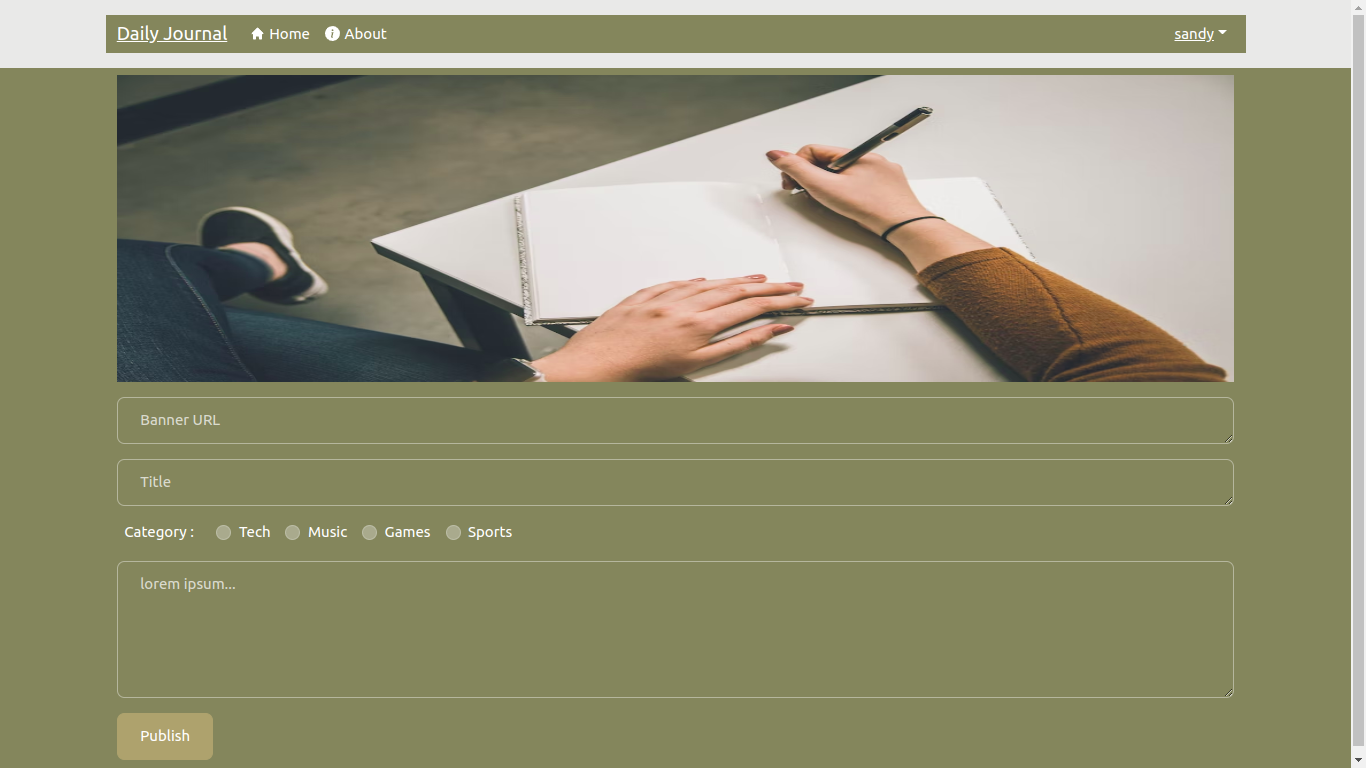 Daily Journal Home About sandy
Banner URL
Title
Category : Tech Music Games Sports
lorem ipsum...
Publish